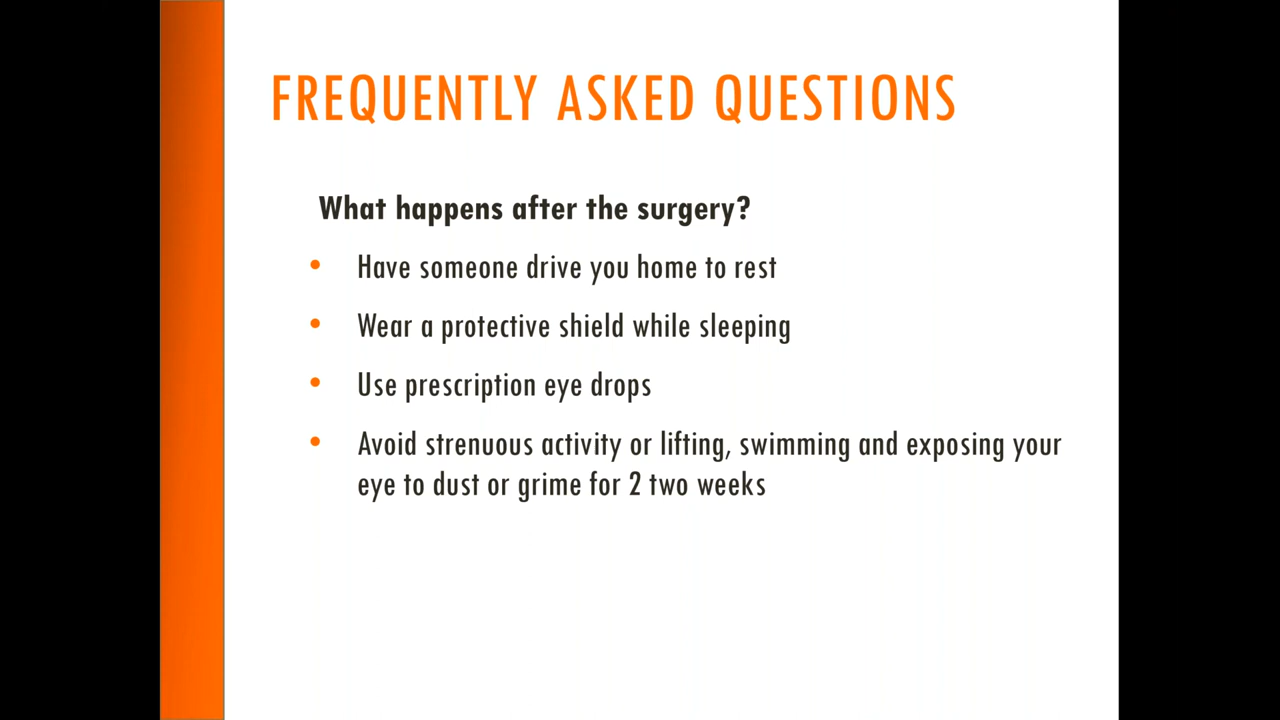 FREQUENTLY ASKED QUESTIONS
What happens after the surgery?
• Have someone drive you home to rest
• Wear a protective shield while sleeping
• Use prescription eye drops
• Avoid strenuous activity or lifting, swimming and exposing your
eye to dust or grime for 2 two weeks